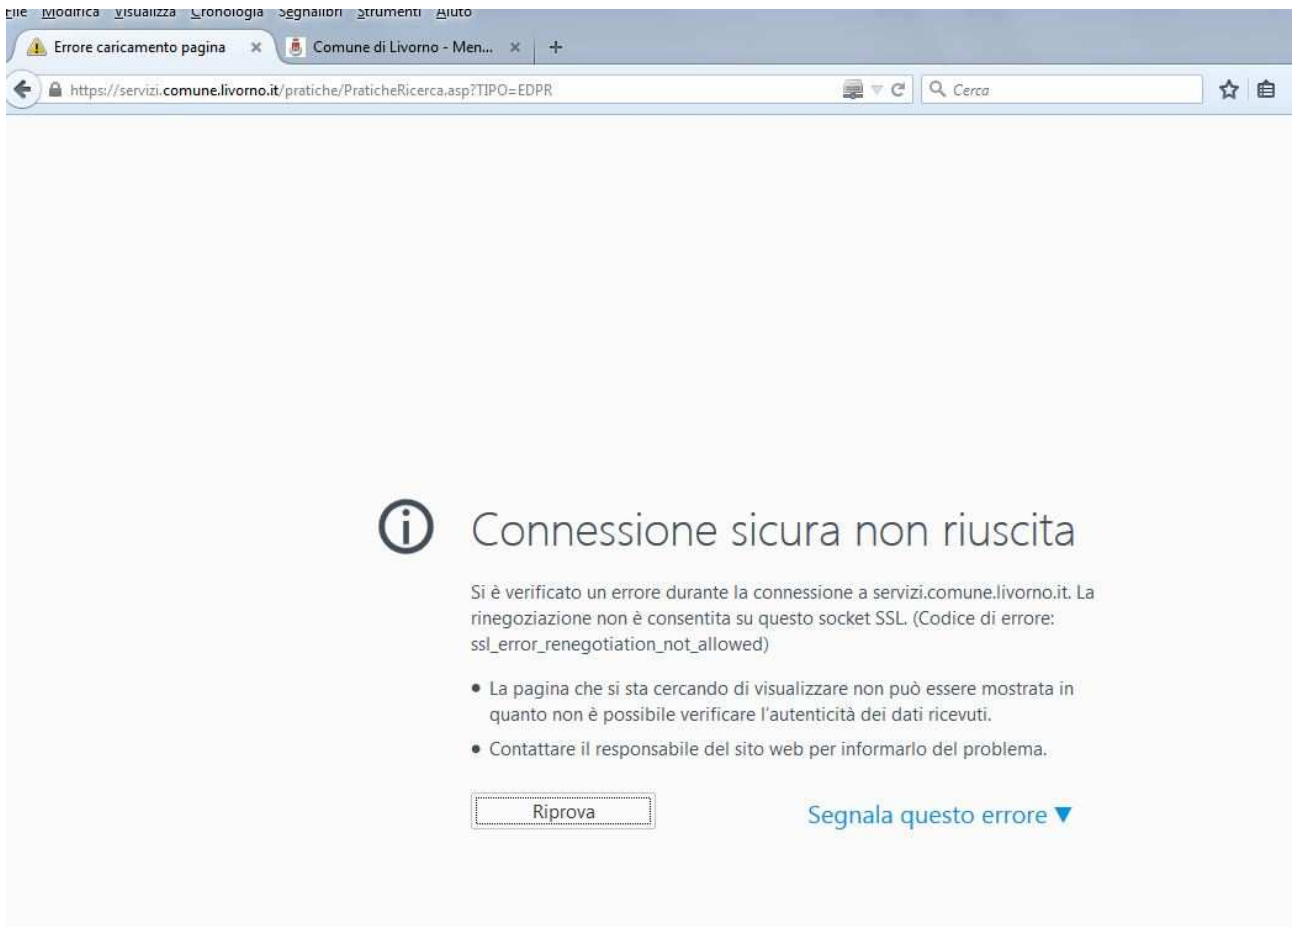 File Modifica Visualizza Cronologia Segnalibri Strumenti Aiuto
Errore caricamento pagina × Comune di Livorno - Men... × +
https://servizi.comune.livorno.it/pratiche/PraticheRicerca.asp?TIPO=EDPR Cerca
Connessione sicura non riuscita
Si è verificato un errore durante la connessione a servizi.comune.livorno.it. La
rinegoziazione non è consentita su questo socket SSL. (Codice di errore:
ssl_error_renegotiation_not_allowed)
• La pagina che si sta cercando di visualizzare non può essere mostrata in
quanto non è possibile verificare l'autenticità dei dati ricevuti.
• Contattare il responsabile del sito web per informarlo del problema.
Riprova Segnala questo errore ▼